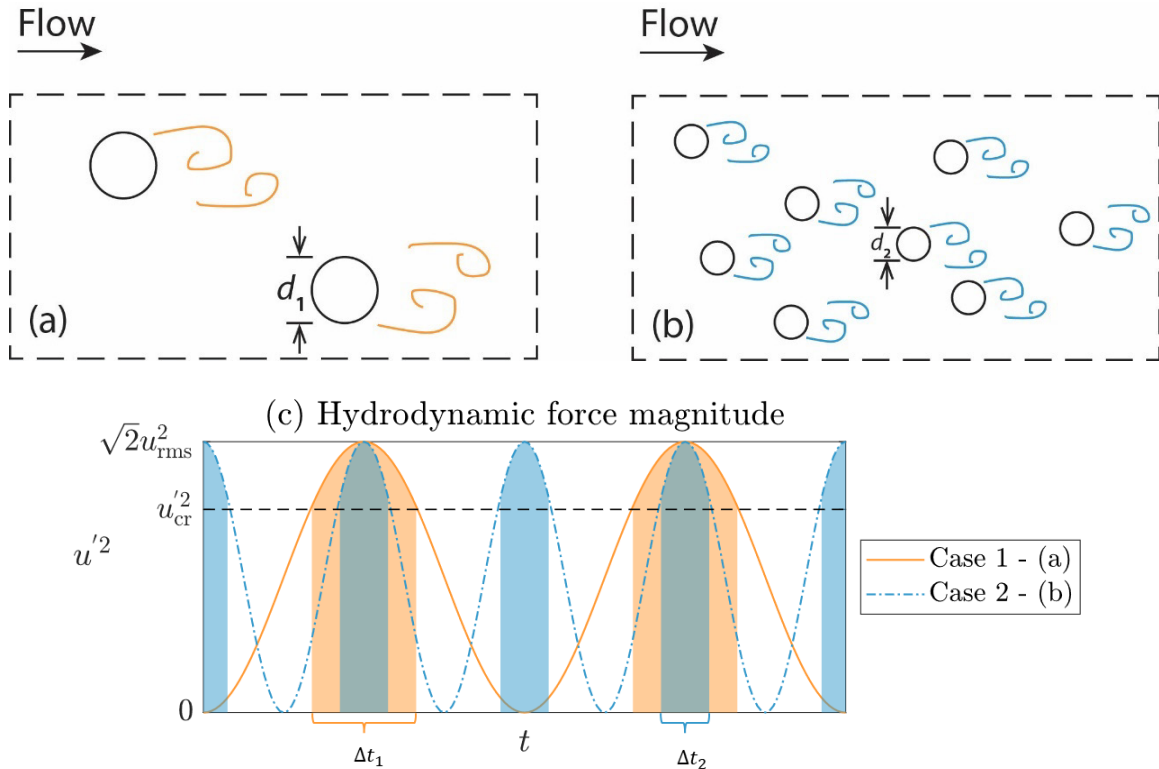 Flow
Flow
d₁
(a)
d₂
(b)
(c) Hydrodynamic force magnitude
√2u²rms
u'²cr
u'²
0
t
Δt₁
Δt₂
Case 1 - (a)
Case 2 - (b)